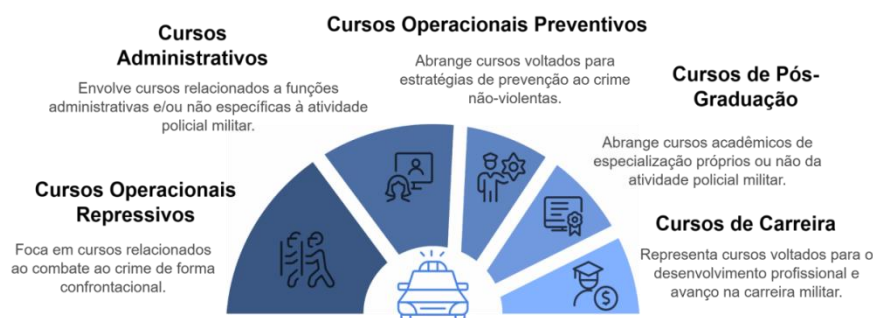 Cursos Operacionais
Repressivos
Foca em cursos relacionados
ao combate ao crime de forma
confrontacional.
Cursos
Administrativos
Envolve cursos relacionados a funções
administrativas e/ou não específicas à atividade
policial militar.
Cursos Operacionais Preventivos
Abrange cursos voltados para
estratégias de prevenção ao crime
não-violentas.
Cursos de Pós-
Graduação
Abrange cursos acadêmicos de
especialização próprios ou não da
atividade policial militar.
Cursos de Carreira
Representa cursos voltados para o
desenvolvimento profissional e
avanço na carreira militar.
$